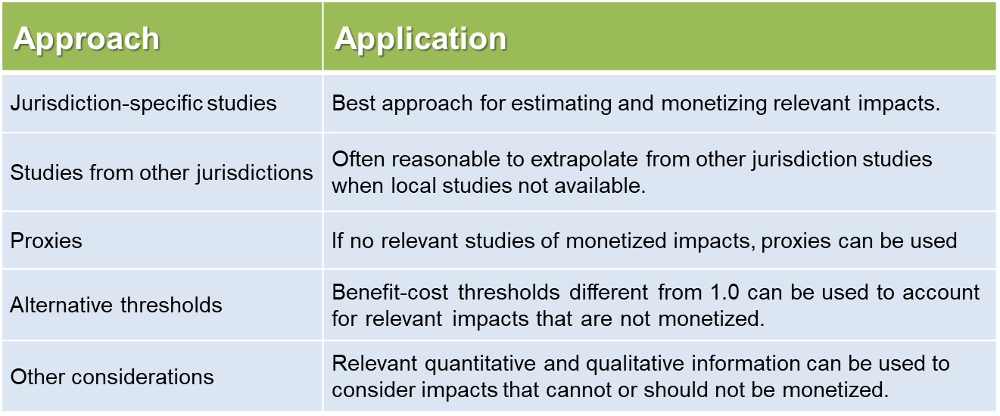 Approach
Application
Jurisdiction-specific studies
Best approach for estimating and monetizing relevant impacts.
Studies from other jurisdictions
Often reasonable to extrapolate from other jurisdiction studies
when local studies not available.
Proxies
If no relevant studies of monetized impacts, proxies can be used
Alternative thresholds
Benefit-cost thresholds different from 1.0 can be used to account
for relevant impacts that are not monetized.
Other considerations
Relevant quantitative and qualitative information can be used to
consider impacts that cannot or should not be monetized.